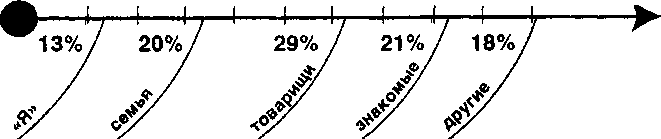 13% 20% 29% 21% 18%
«Я» семья товарищи знакомые другие